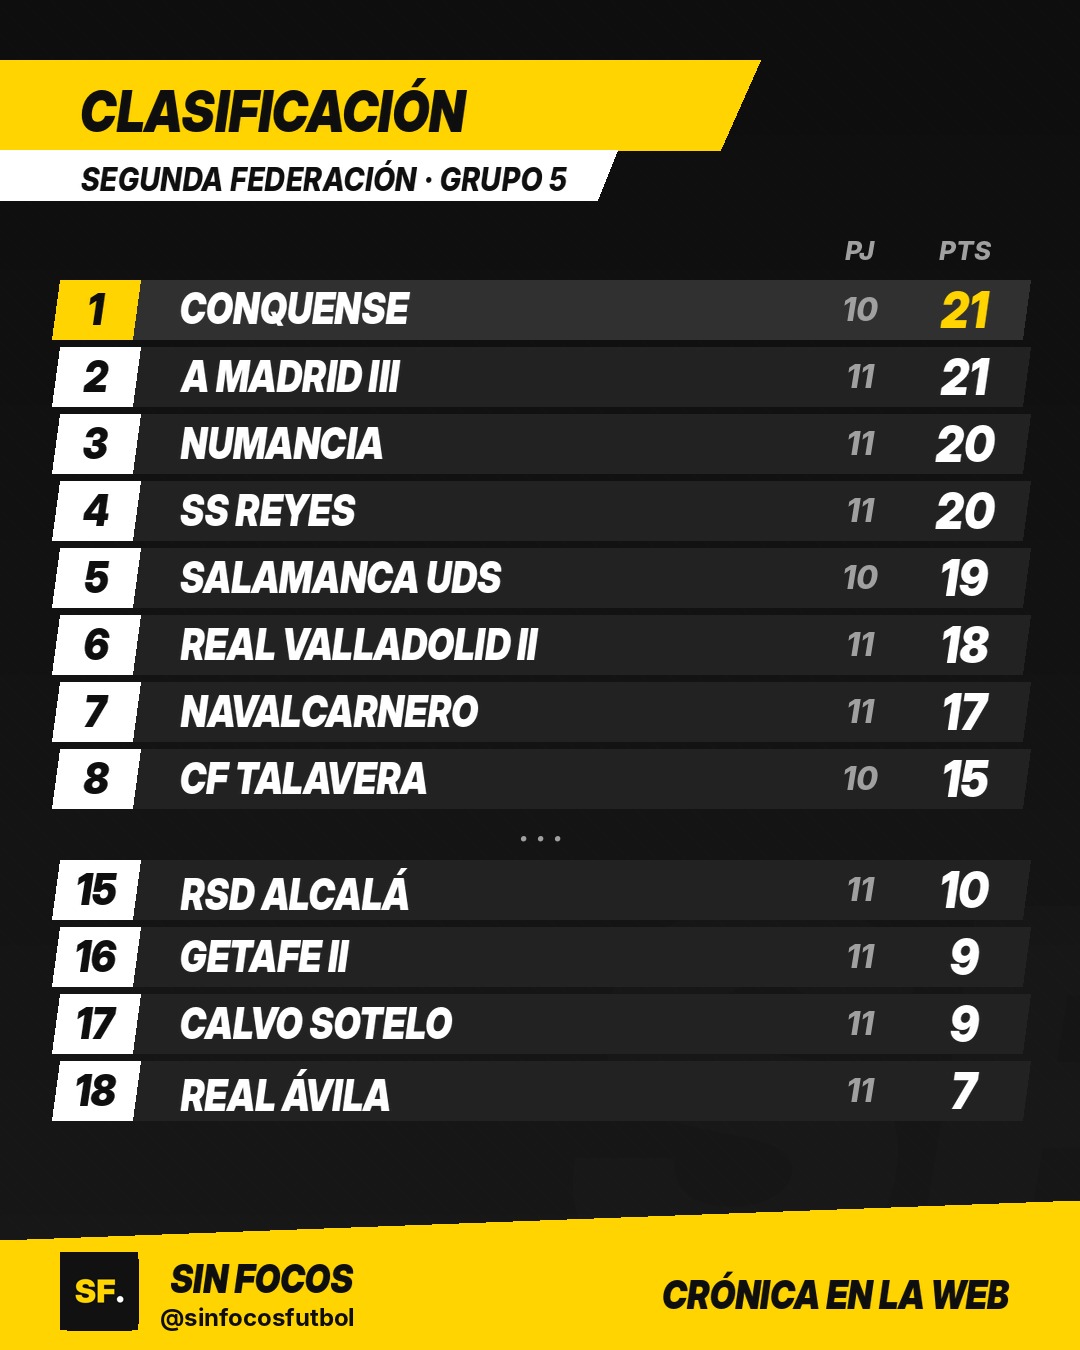 CLASIFICACIÓN
SEGUNDA FEDERACIÓN · GRUPO 5
PJ PTS
1 CONQUENSE 10 21
2 A MADRID III 11 21
3 NUMANCIA 11 20
4 SS REYES 11 20
5 SALAMANCA UDS 10 19
6 REAL VALLADOLID II 11 18
7 NAVALCARNERO 11 17
8 CF TALAVERA 10 15
...
15 RSD ALCALÁ 11 10
16 GETAFE II 11 9
17 CALVO SOTELO 11 9
18 REAL ÁVILA 11 7
SF. SIN FOCOS
@sinfocosfutbol
CRÓNICA EN LA WEB